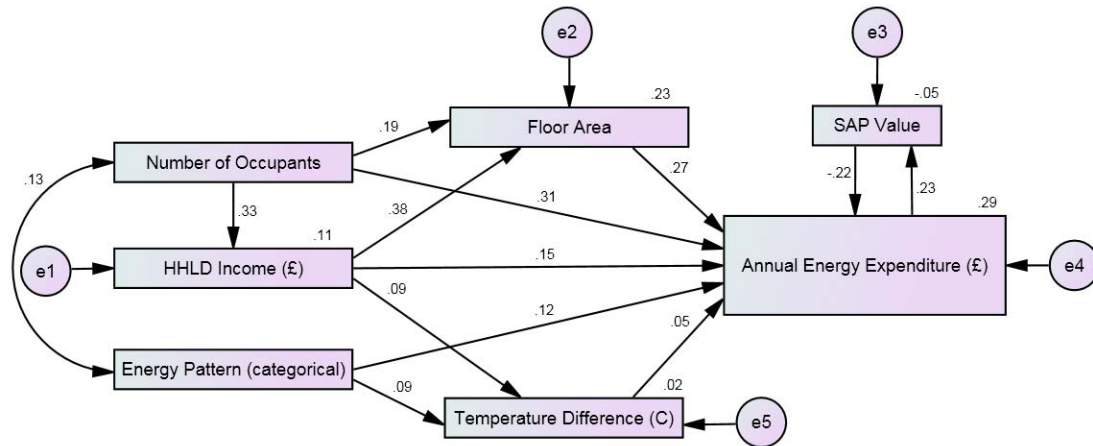 e2
e3
.23
-.05
Floor Area
SAP Value
.19
Number of Occupants
.13
.27
-.22
.23
.29
.31
.33
.38
.11
e1
HHLD Income (£)
.15
Annual Energy Expenditure (£)
e4
.09
.12
.05
Energy Pattern (categorical)
.09
.02
Temperature Difference (C)
e5